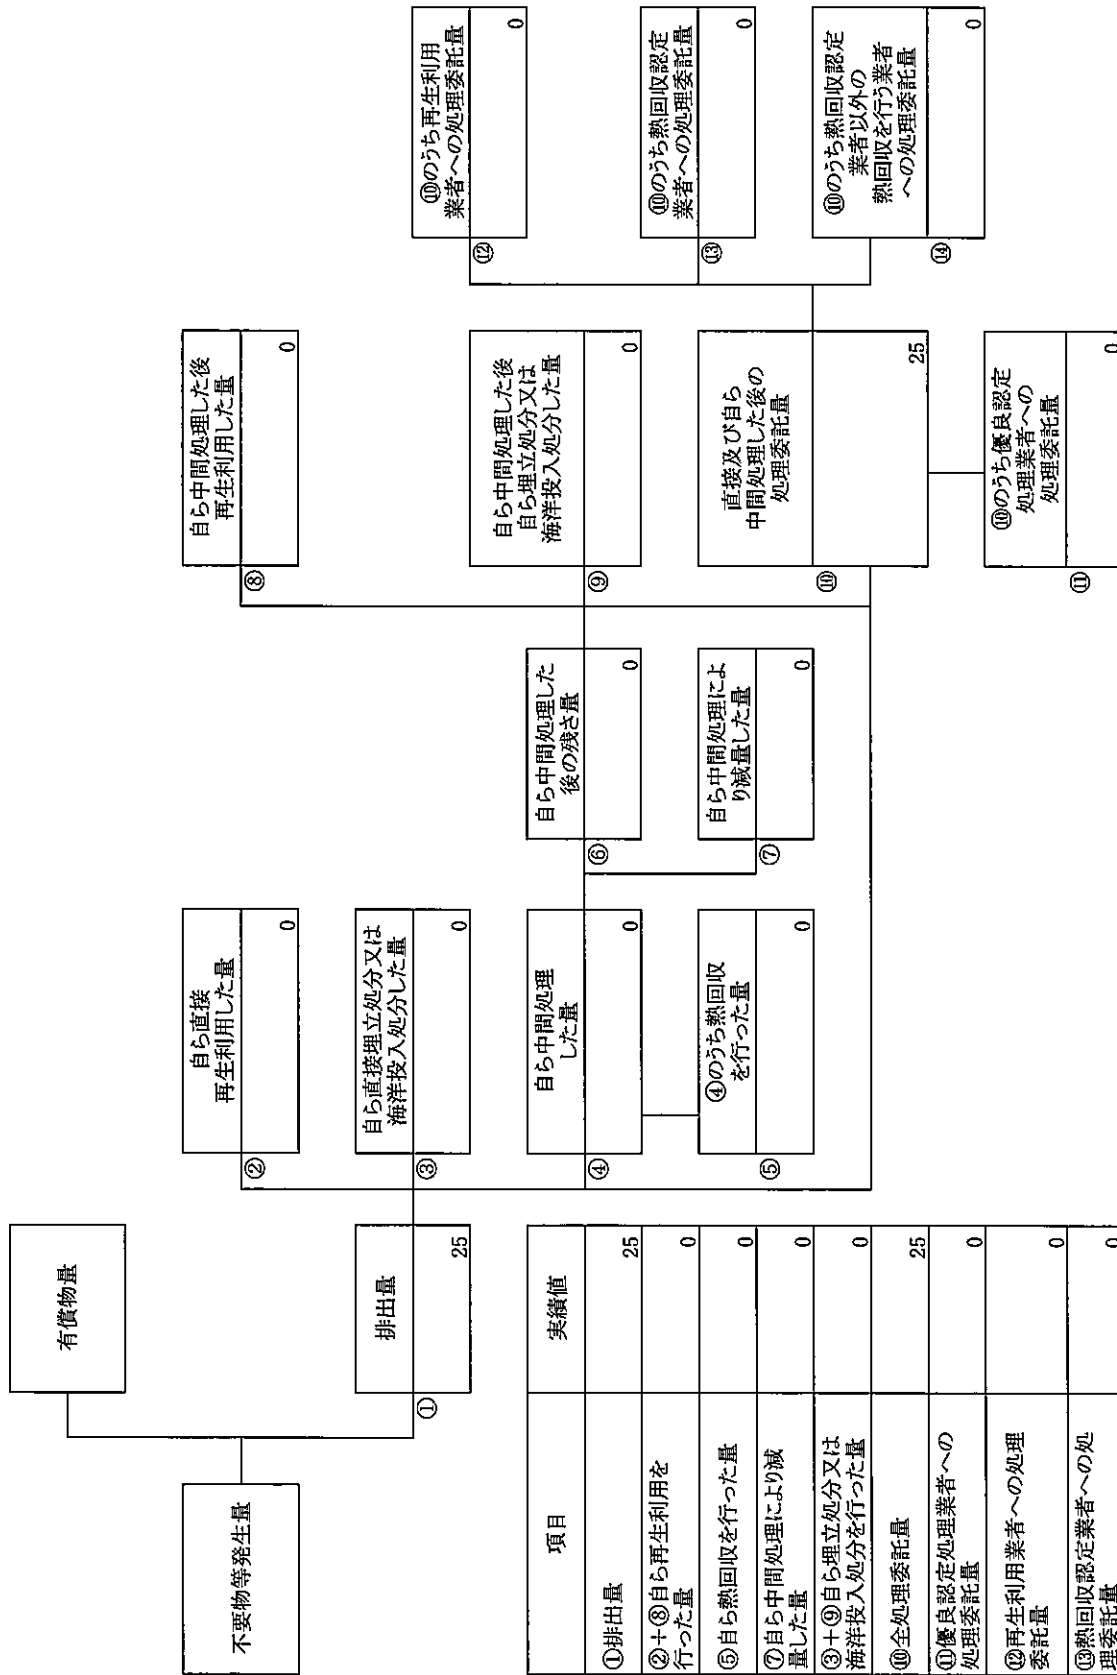 不要物等発生量
有償物量
①
排出量
25
②
自ら直接
再生利用した量
0
③
自ら直接埋立処分又は
海洋投入処分した量
0
④
自ら中間処理
した量
0
⑤
④のうち熱回収
を行った量
0
⑥
自ら中間処理した
後の残さ量
0
⑦
自ら中間処理によ
り減量した量
0
⑧
自ら中間処理した後
再生利用した量
0
⑨
自ら中間処理した後
自ら埋立処分又は
海洋投入処分した量
0
⑩
直接及び自ら
中間処理した後の
処理委託量
25
⑪
⑩のうち優良認定
処理業者への
処理委託量
0
⑫
⑩のうち再生利用
業者への処理委託量
0
⑬
⑩のうち熱回収認定
業者への処理委託量
0
⑭
⑩のうち熱回収認定
業者以外の
熱回収を行う業者
への処理委託量
0
項目
実績値
①排出量
25
②+⑧自ら再生利用を
行った量
0
⑤自ら熱回収を行った量
0
⑦自ら中間処理により減
量した量
0
③+⑨自ら埋立処分又は
海洋投入処分を行った量
0
⑩全処理委託量
25
⑪優良認定処理業者への
処理委託量
0
⑫再生利用業者への処理
委託量
0
⑬熱回収認定業者への処
理委託量
0